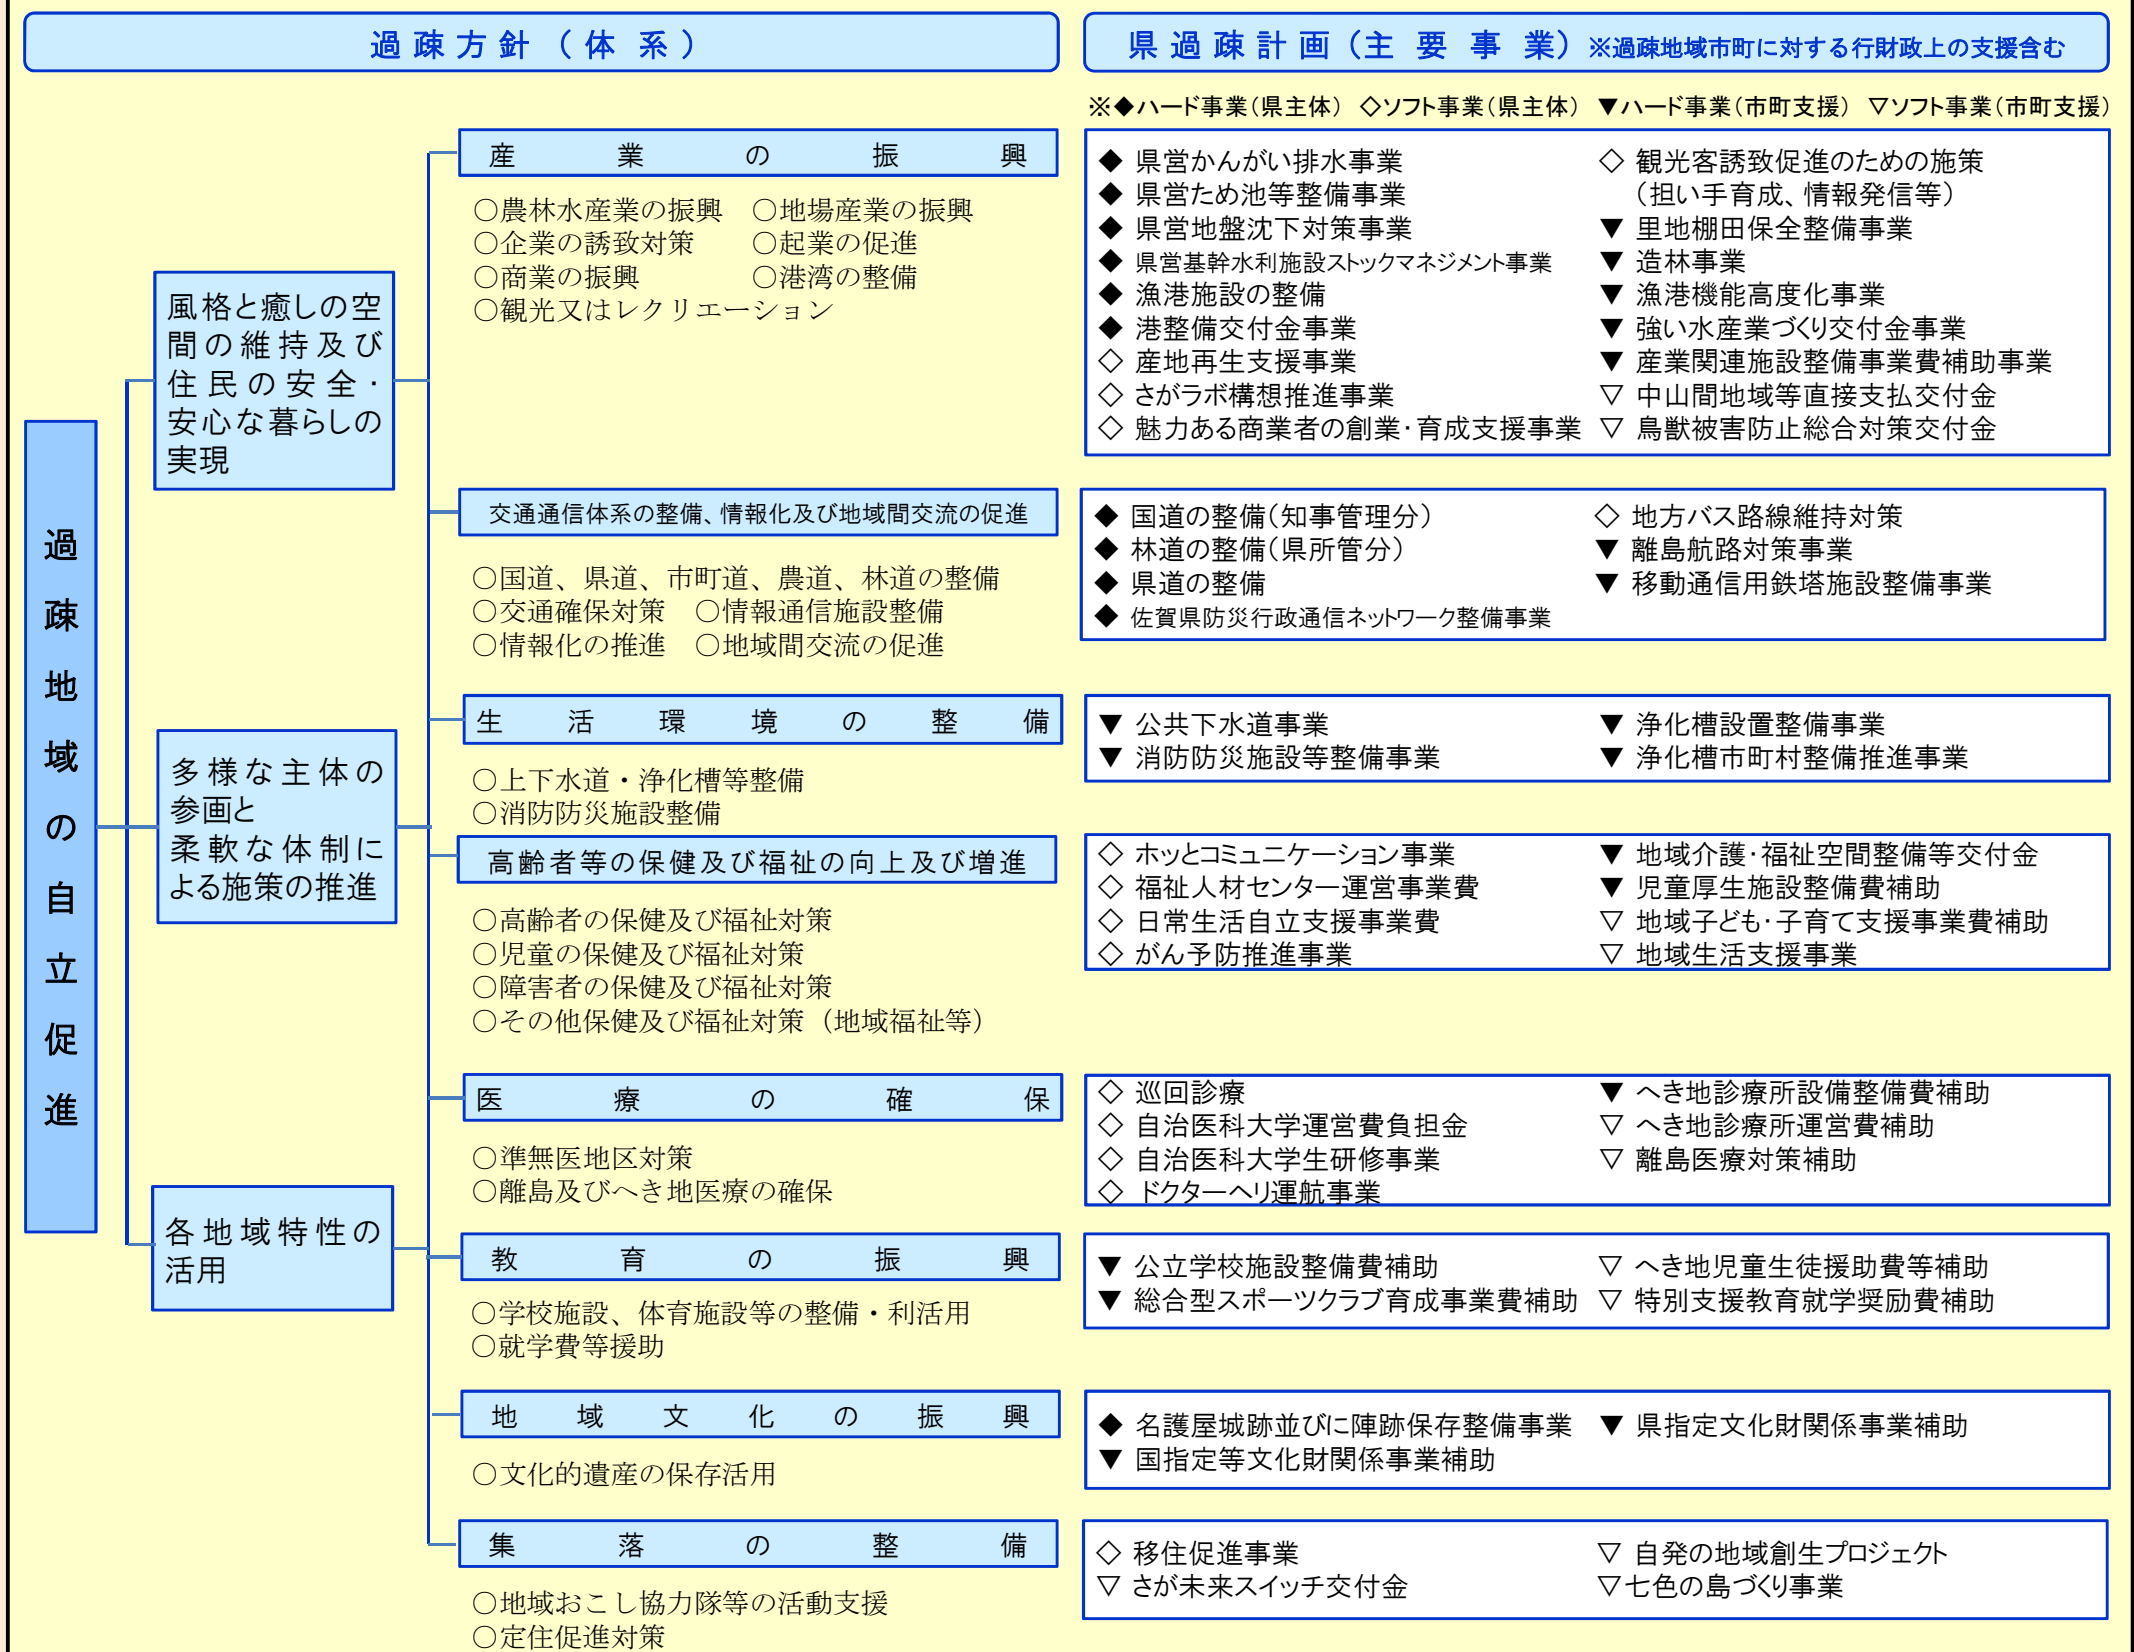 過疎方針（体系）
県過疎計画（主要事業）※過疎地域市町に対する行財政上の支援含む
※◆ハード事業（県主体） ◇ソフト事業（県主体） ▼ハード事業（市町支援） ▽ソフト事業（市町支援）
過疎地域の自立促進
風格と癒しの空
間の維持及び
住民の安全・
安心な暮らしの
実現
多様な主体の
参画と
柔軟な体制に
よる施策の推進
各地域特性の
活用
産業の振興
○農林水産業の振興 ○地場産業の振興
○企業の誘致対策 ○起業の促進
○商業の振興 ○港湾の整備
○観光又はレクリエーション
◆ 県営かんがい排水事業
◆ 県営ため池等整備事業
◆ 県営地盤沈下対策事業
◆ 県営基幹水利施設ストックマネジメント事業
◆ 漁港施設の整備
◆ 港整備交付金事業
◇ 産地再生支援事業
◇ さがラボ構想推進事業
◇ 魅力ある商業者の創業・育成支援事業
◇ 観光客誘致促進のための施策
（担い手育成、情報発信等）
▼ 里地棚田保全整備事業
▼ 造林事業
▼ 漁港機能高度化事業
▼ 強い水産業づくり交付金事業
▼ 産業関連施設整備事業費補助事業
▽ 中山間地域等直接支払交付金
▽ 鳥獣被害防止総合対策交付金
交通通信体系の整備、情報化及び地域間交流の促進
○国道、県道、市町道、農道、林道の整備
○交通確保対策 ○情報通信施設整備
○情報化の推進 ○地域間交流の促進
◆ 国道の整備（知事管理分）
◆ 林道の整備（県所管分）
◆ 県道の整備
◆ 佐賀県防災行政通信ネットワーク整備事業
◇ 地方バス路線維持対策
▼ 離島航路対策事業
▼ 移動通信用鉄塔施設整備事業
生活環境の整備
○上下水道・浄化槽等整備
○消防防災施設整備
▼ 公共下水道事業
▼ 消防防災施設等整備事業
▼ 浄化槽設置整備事業
▼ 浄化槽市町村整備推進事業
高齢者等の保健及び福祉の向上及び増進
○高齢者の保健及び福祉対策
○児童の保健及び福祉対策
○障害者の保健及び福祉対策
○その他保健及び福祉対策（地域福祉等）
◇ ホッとコミュニケーション事業
◇ 福祉人材センター運営事業費
◇ 日常生活自立支援事業費
◇ がん予防推進事業
▼ 地域介護・福祉空間整備等交付金
▼ 児童厚生施設整備費補助
▽ 地域子ども・子育て支援事業費補助
▽ 地域生活支援事業
医療の確保
○準無医地区対策
○離島及びへき地医療の確保
◇ 巡回診療
◇ 自治医科大学運営費負担金
◇ 自治医科大学生研修事業
◇ ドクターヘリ運航事業
▼ へき地診療所設備整備費補助
▽ へき地診療所運営費補助
▽ 離島医療対策補助
教育の振興
○学校施設、体育施設等の整備・利活用
○就学費等援助
▼ 公立学校施設整備費補助
▼ 総合型スポーツクラブ育成事業費補助
▽ へき地児童生徒援助費等補助
▽ 特別支援教育就学奨励費補助
地域文化の振興
○文化的遺産の保存活用
◆ 名護屋城跡並びに陣跡保存整備事業
▼ 国指定等文化財関係事業補助
▼ 県指定文化財関係事業補助
集落の整備
○地域おこし協力隊等の活動支援
○定住促進対策
◇ 移住促進事業
▽ さが未来スイッチ交付金
▽ 自発の地域創生プロジェクト
▽七色の島づくり事業